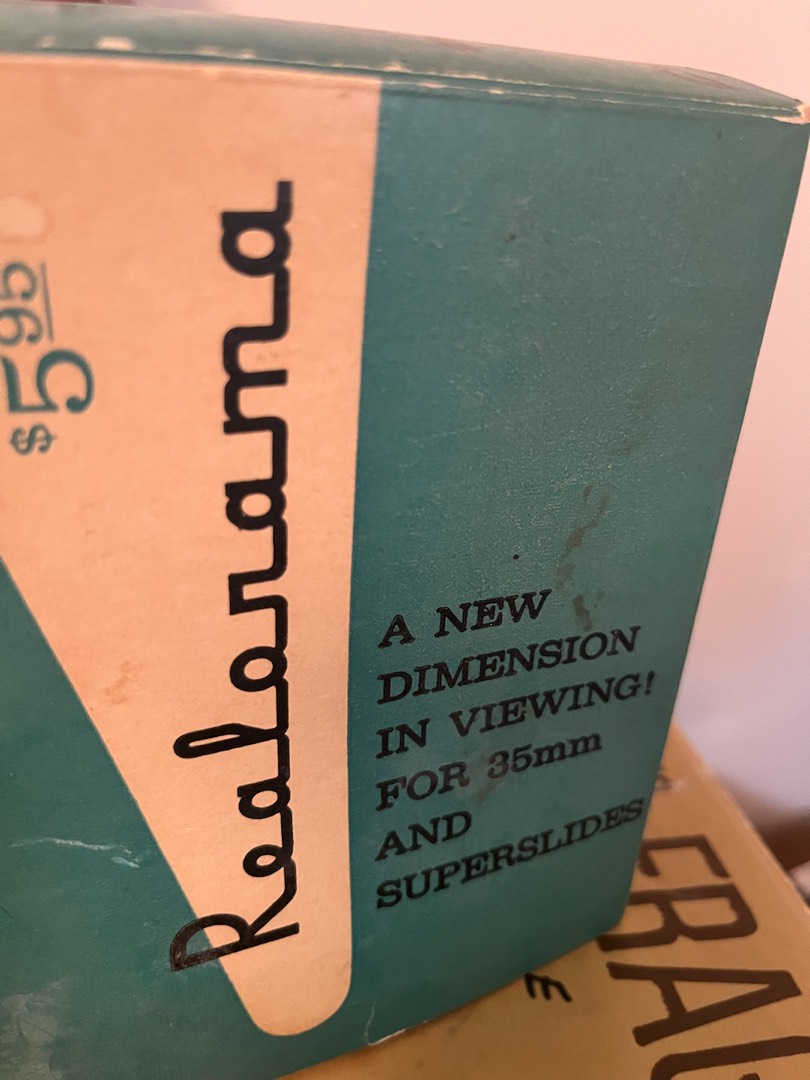 $5.95
Realorama
A NEW
DIMENSION
IN VIEWING!
FOR 35mm
AND
SUPERSLIDES